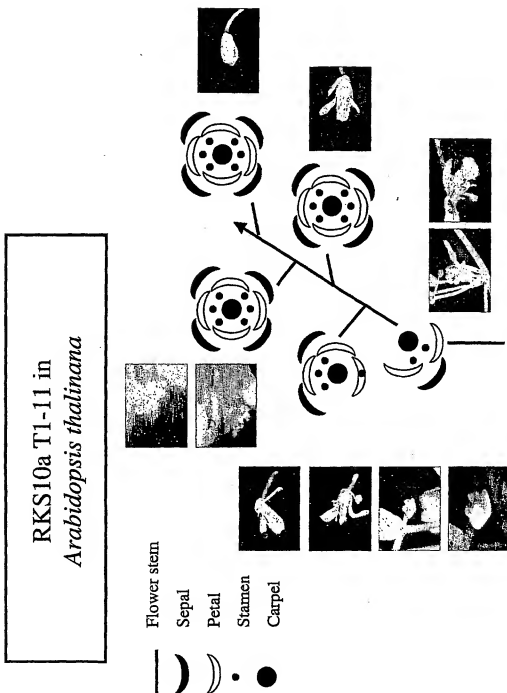 RKS10a T1-11 in
Arabidopsis thalinana
Flower stem
Sepal
Petal
Stamen
Carpel